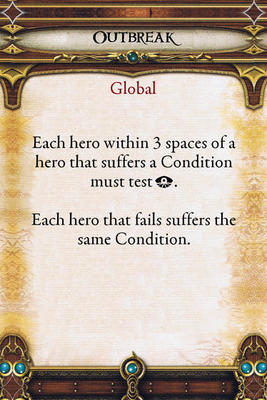 OUTBREAK
Global
Each hero within 3 spaces of a
hero that suffers a Condition
must test .
Each hero that fails suffers the
same Condition.